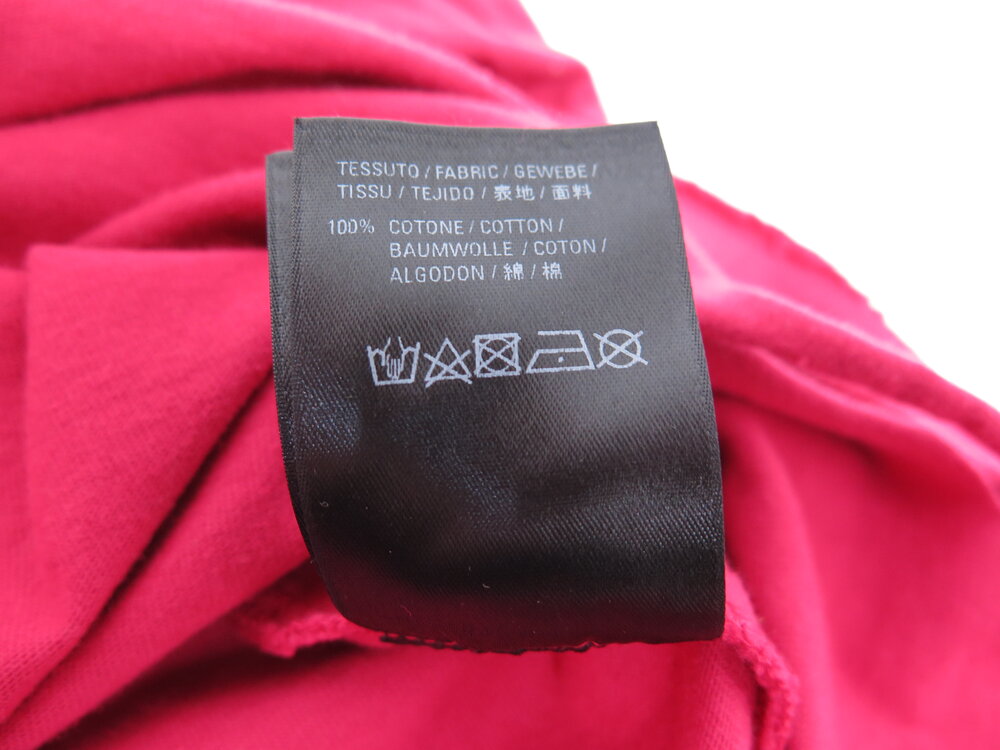 TESSUTO / FABRIC / GEWEBE /
TISSU / TEJIDO / 表地 / 面料
100% COTONE / COTTON /
BAUMWOLLE / COTON /
ALGODON / 綿 / 棉